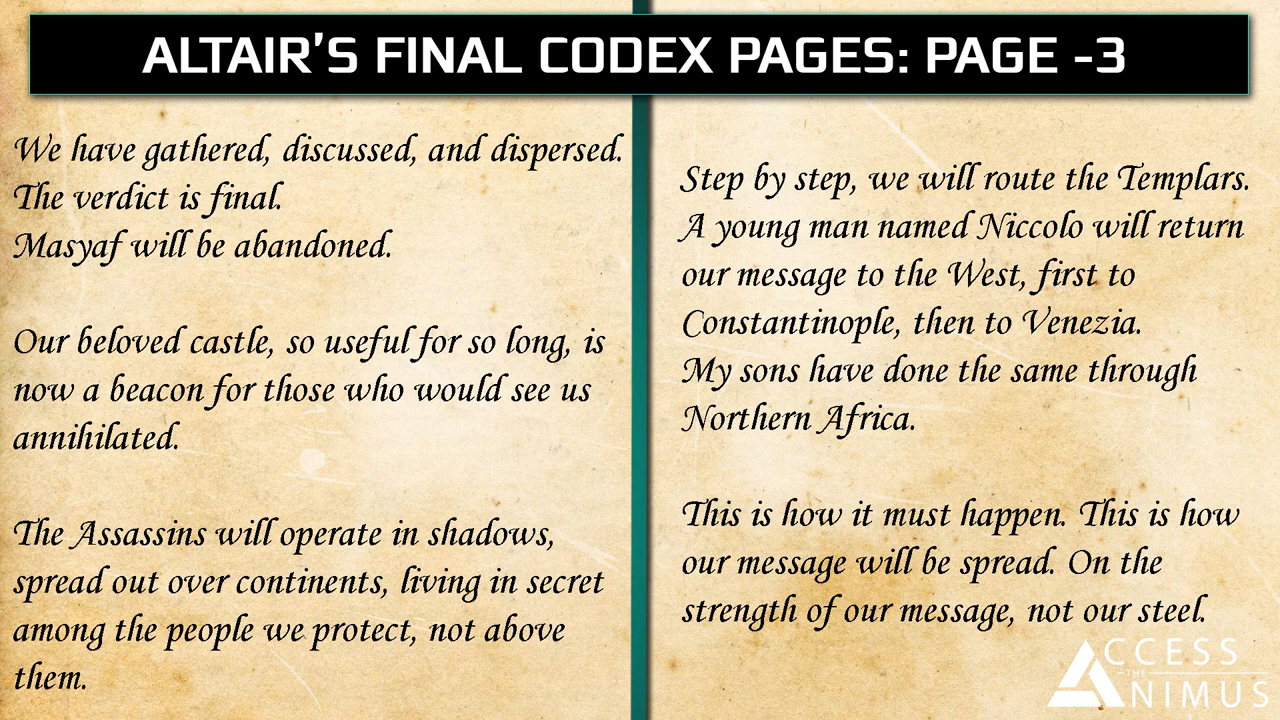 ALTAIR'S FINAL CODEX PAGES: PAGE -3
We have gathered, discussed, and dispersed.
The verdict is final.
Masyaf will be abandoned.
Our beloved castle, so useful for so long, is
now a beacon for those who would see us
annihilated.
The Assassins will operate in shadows,
spread out over continents, living in secret
among the people we protect, not above
them.
Step by step, we will route the Templars.
A young man named Niccolo will return
our message to the West, first to
Constantinople, then to Venezia.
My sons have done the same through
Northern Africa.
This is how it must happen. This is how
our message will be spread. On the
strength of our message, not our steel.
ACCESS
THE
ANIMUS